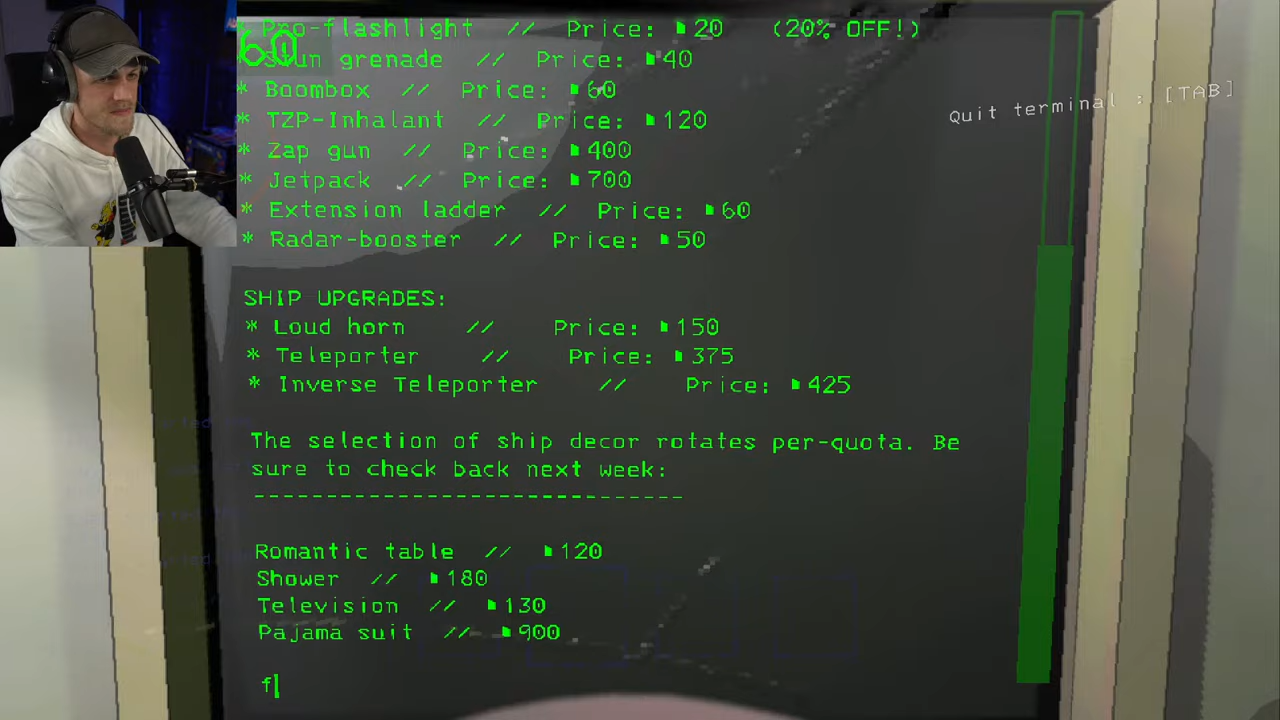 * Pro-flashlight // Price: ▮20 (20% OFF!)
60
* Stun grenade // Price: ▮40
* Boombox // Price: ▮60
* TZP-Inhalant // Price: ▮120
Quit terminal : [TAB]
* Zap gun // Price: ▮400
* Jetpack // Price: ▮700
* Extension ladder // Price: ▮60
* Radar-booster // Price: ▮50
SHIP UPGRADES:
* Loud horn // Price: ▮150
* Teleporter // Price: ▮375
* Inverse Teleporter // Price: ▮425
The selection of ship decor rotates per-quota. Be
sure to check back next week:
------------------------------
Romantic table // ▮120
Shower // ▮180
Television // ▮130
Pajama suit // ▮900
f